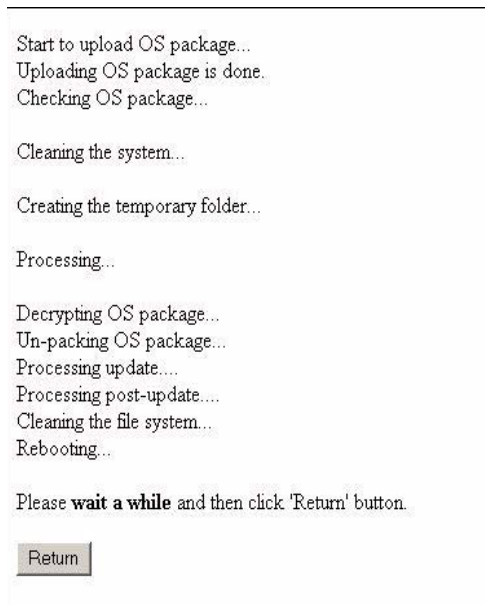 Start to upload OS package...
Uploading OS package is done.
Checking OS package...
Cleaning the system...
Creating the temporary folder...
Processing...
Decrypting OS package...
Un-packing OS package...
Processing update....
Processing post-update....
Cleaning the file system...
Rebooting...
Please wait a while and then click 'Return' button.
Return